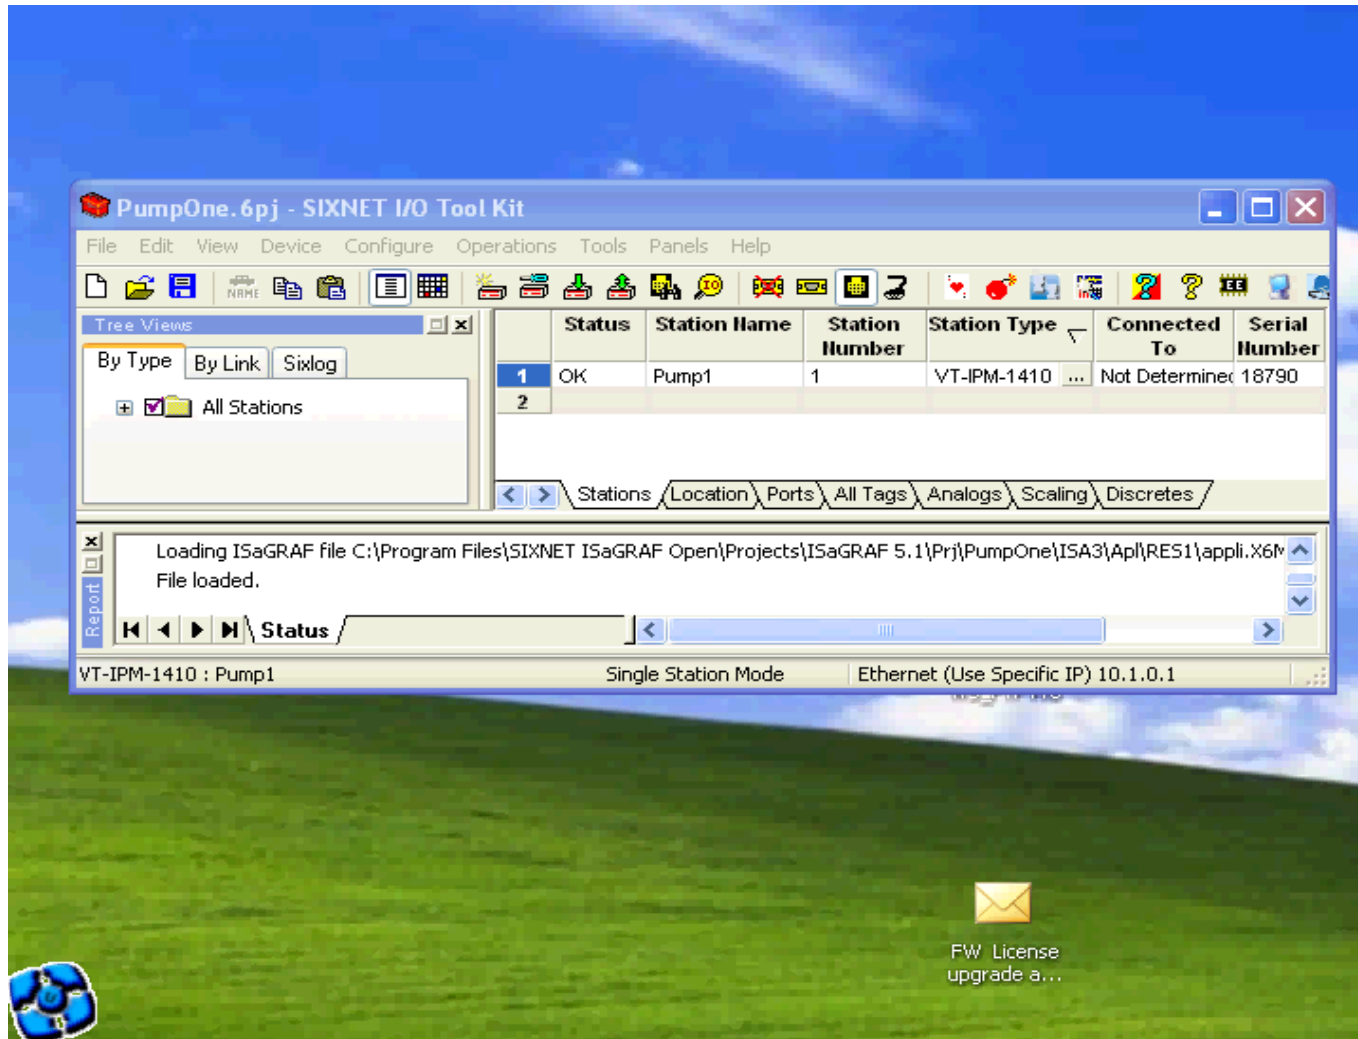 PumpOne.6pj - SIXNET I/O Tool Kit
File Edit View Device Configure Operations Tools Panels Help
NAME
Tree Views
By Type By Link Sixlog
All Stations
Status Station Name Station Number Station Type Connected To Serial Number
1 OK Pump1 1 VT-IPM-1410 ... Not Determined 18790
2
Stations Location Ports All Tags Analogs Scaling Discretes
Report
Loading ISaGRAF file C:\Program Files\SIXNET ISaGRAF Open\Projects\ISaGRAF 5.1\Prj\PumpOne\ISA3\Apl\RES1\appli.X6M
File loaded.
Status
VT-IPM-1410 : Pump1 Single Station Mode Ethernet (Use Specific IP) 10.1.0.1
FW License
upgrade a...